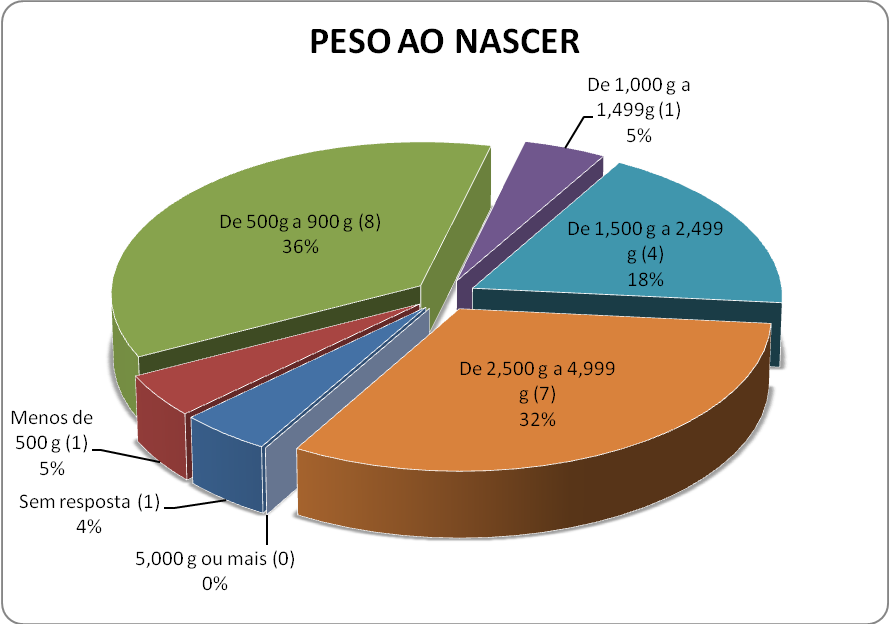 PESO AO NASCER
De 1,000 g a
1,499g (1)
5%
De 500g a 900 g (8)
36%
De 1,500 g a 2,499
g (4)
18%
De 2,500 g a 4,999
g (7)
32%
Menos de
500 g (1)
5%
Sem resposta (1)
4%
5,000 g ou mais (0)
0%